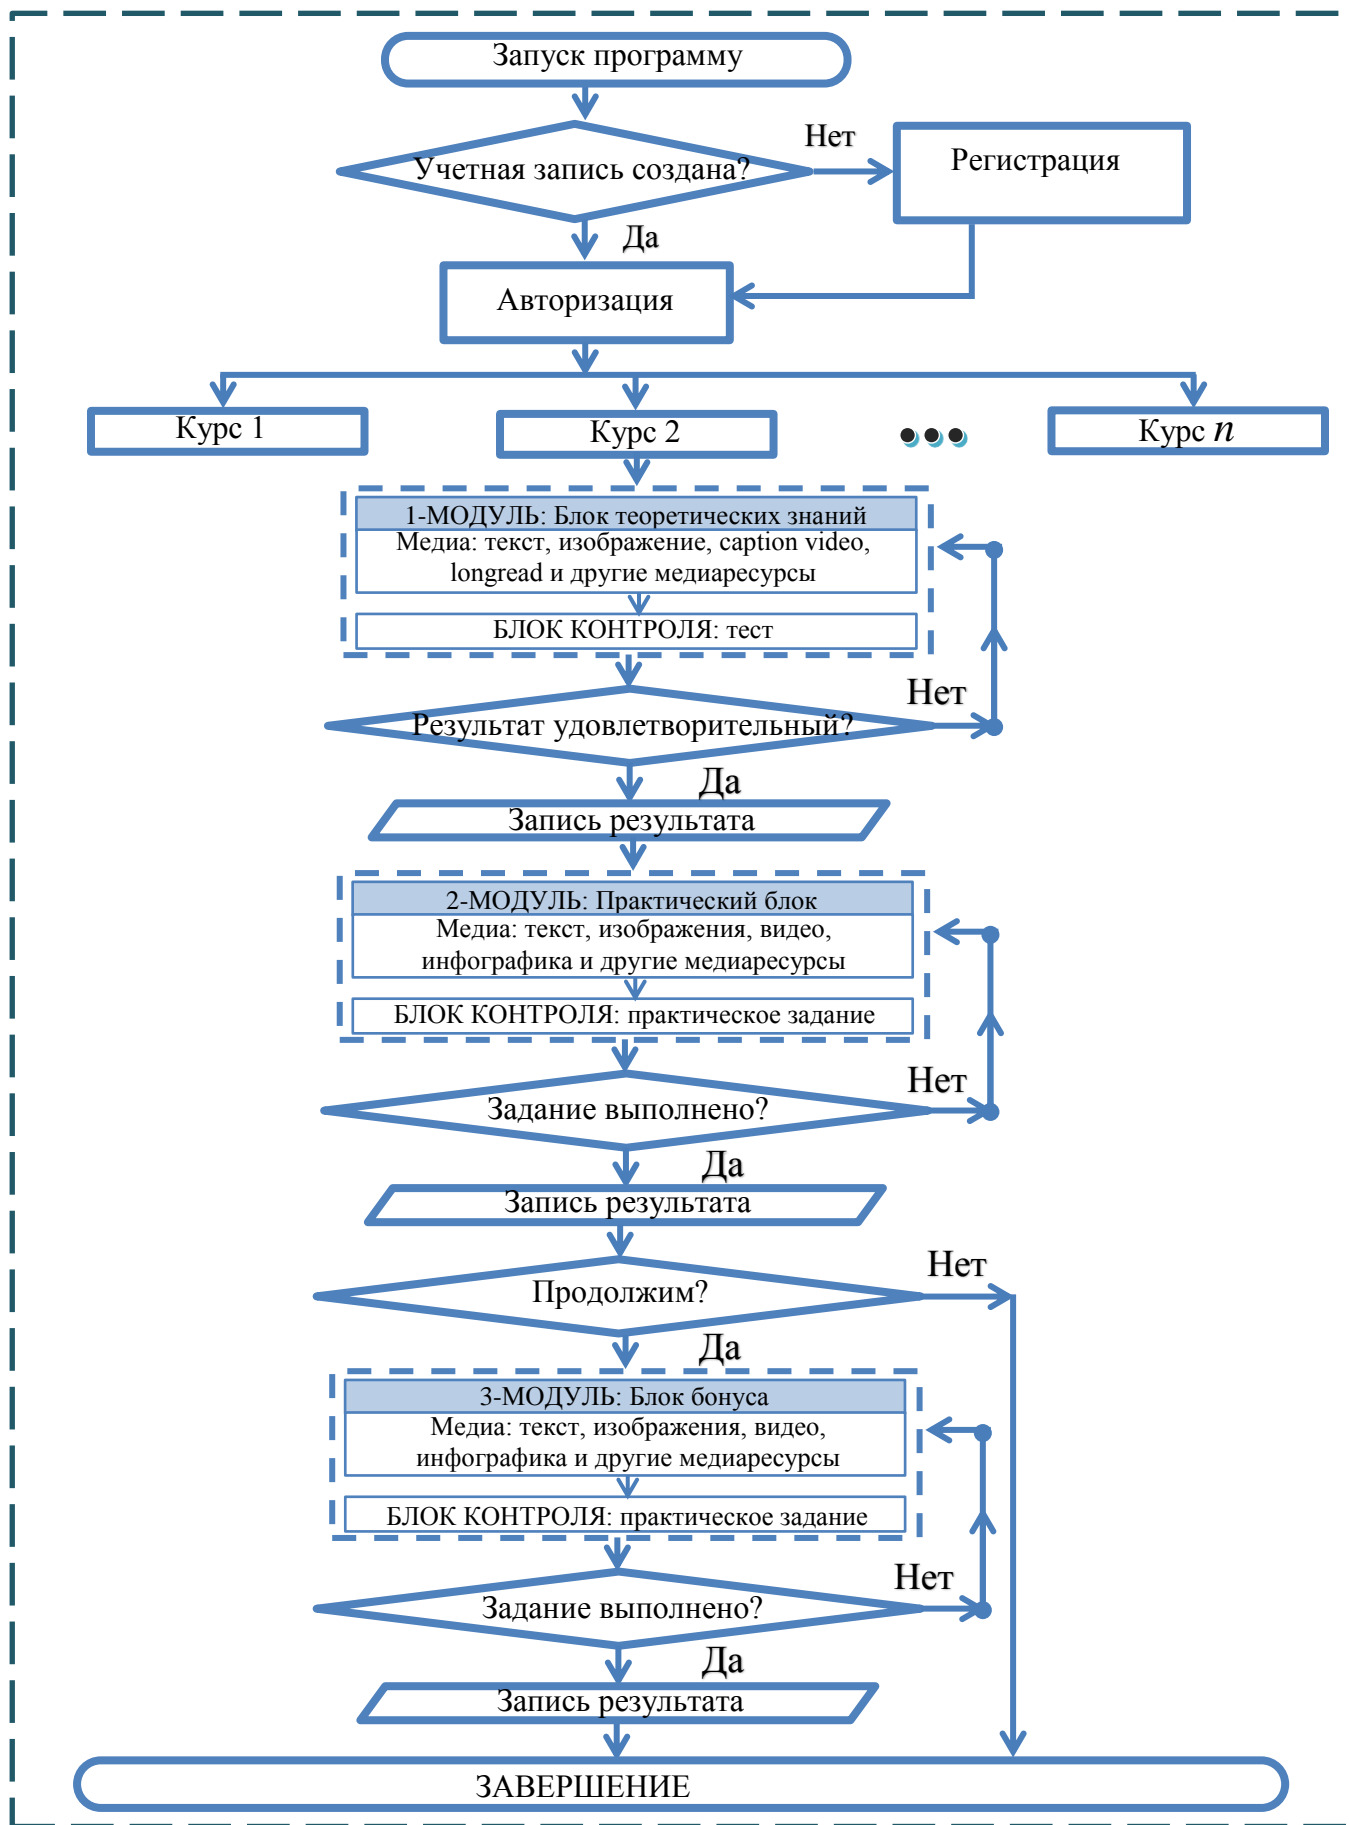 Запуск программу
Нет
Учетная запись создана?
Регистрация
Да
Авторизация
Курс 1
Курс 2
Курс n
1-МОДУЛЬ: Блок теоретических знаний
Медиа: текст, изображение, caption video,
longread и другие медиаресурсы
БЛОК КОНТРОЛЯ: тест
Нет
Результат удовлетворительный?
Да
Запись результата
2-МОДУЛЬ: Практический блок
Медиа: текст, изображения, видео,
инфографика и другие медиаресурсы
БЛОК КОНТРОЛЯ: практическое задание
Нет
Задание выполнено?
Да
Запись результата
Нет
Продолжим?
Да
3-МОДУЛЬ: Блок бонуса
Медиа: текст, изображения, видео,
инфографика и другие медиаресурсы
БЛОК КОНТРОЛЯ: практическое задание
Нет
Задание выполнено?
Да
Запись результата
ЗАВЕРШЕНИЕ